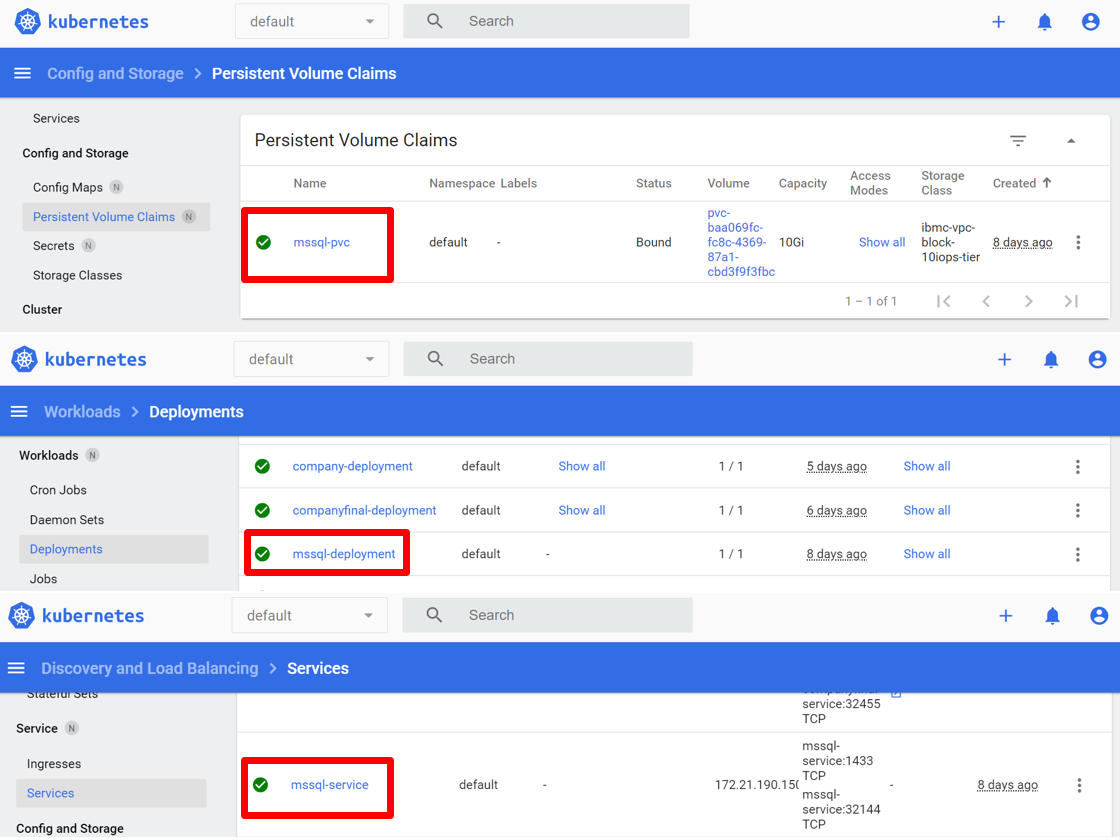 kubernetes
default
Search
Config and Storage > Persistent Volume Claims
Services
Config and Storage
Config Maps N
Persistent Volume Claims N
Secrets N
Storage Classes
Cluster
Persistent Volume Claims
Name Namespace Labels Status Volume Capacity Access Modes Storage Class Created ↑
mssql-pvc
default
-
Bound
pvc-
baa069fc-
fc8c-4369-
87a1-
cbd3f9f3fbc
10Gi
Show all
ibmc-vpc-
block-
10iops-tier
8 days ago
1 – 1 of 1
kubernetes
default
Search
Workloads > Deployments
Workloads N
Cron Jobs
Daemon Sets
Deployments
Jobs
company-deployment default Show all 1 / 1 5 days ago Show all
companyfinal-deployment default Show all 1 / 1 6 days ago Show all
mssql-deployment default - 1 / 1 8 days ago Show all
kubernetes
default
Search
Discovery and Load Balancing > Services
Stateful Sets
Service N
Ingresses
Services
Config and Storage
service:32455
TCP
mssql-service
default
-
172.21.190.150
mssql-
service:1433
TCP
mssql-
service:32144
TCP
-
8 days ago